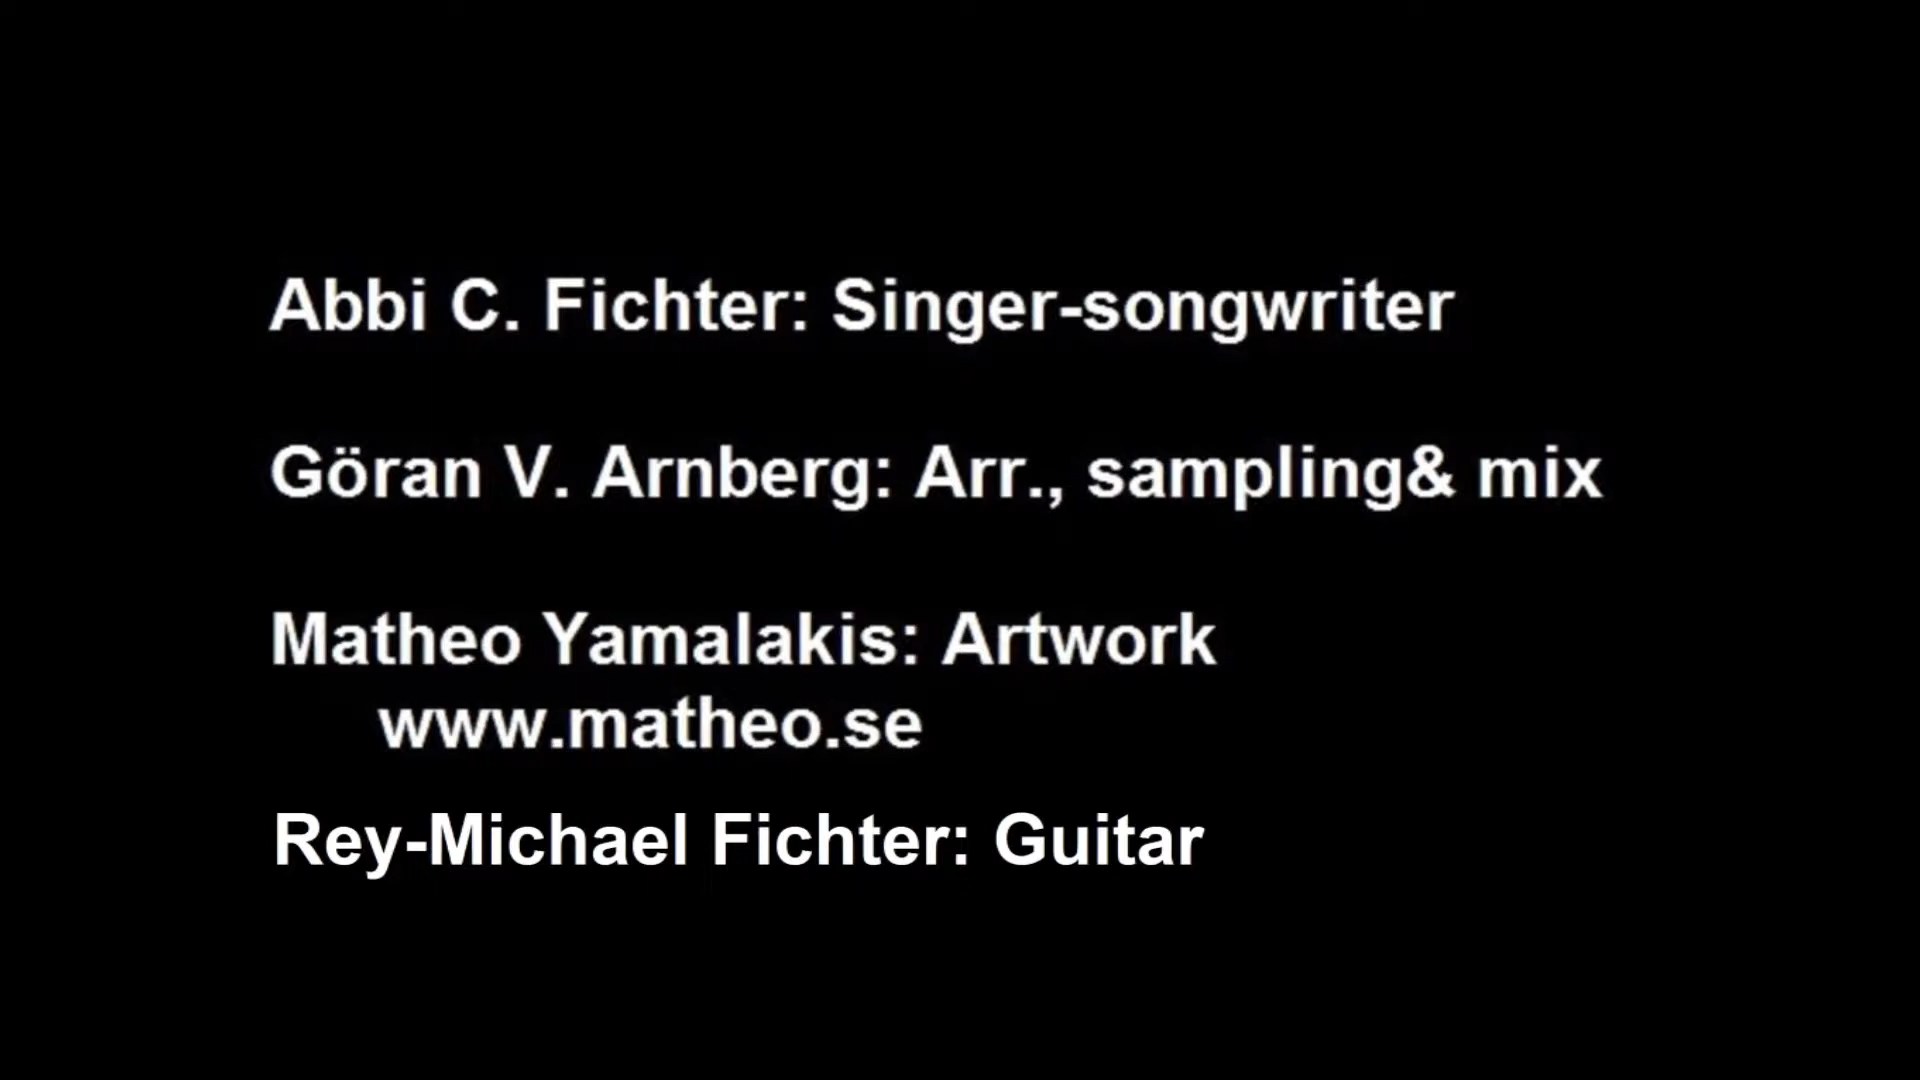 Abbi C. Fichter: Singer-songwriter
Göran V. Arnberg: Arr., sampling& mix
Matheo Yamalakis: Artwork
www.matheo.se
Rey-Michael Fichter: Guitar